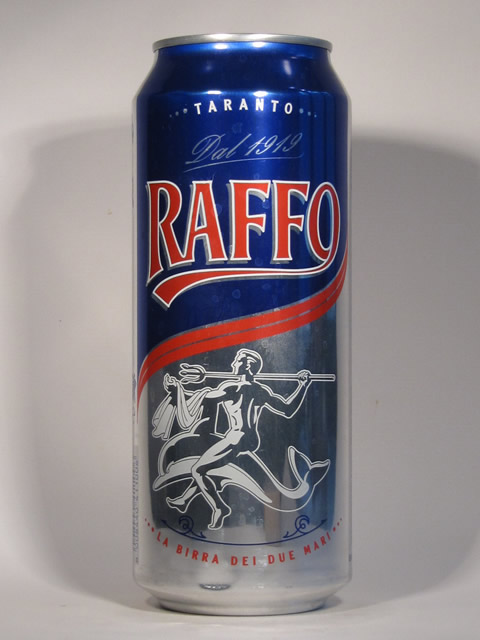 TARANTO
Dal 1919
RAFFO
LA BIRRA DEI DUE MARI